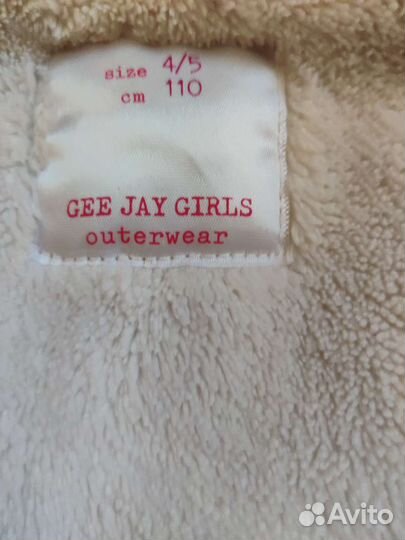 size 4/5
cm 110
GEE JAY GIRLS
outerwear
Avito